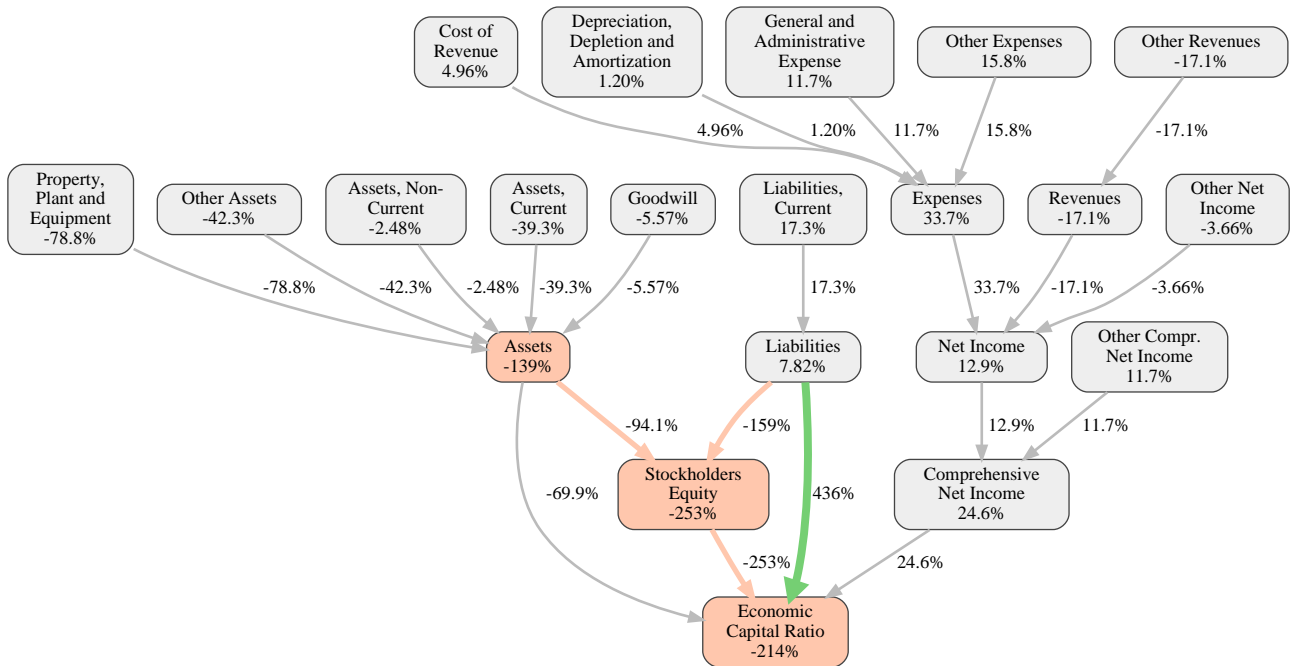 Cost of
Revenue
4.96%
Depreciation,
Depletion and
Amortization
1.20%
General and
Administrative
Expense
11.7%
Other Expenses
15.8%
Other Revenues
-17.1%
4.96%
1.20%
11.7%
15.8%
-17.1%
Property,
Plant and
Equipment
-78.8%
Other Assets
-42.3%
Assets, Non-
Current
-2.48%
Assets,
Current
-39.3%
Goodwill
-5.57%
Liabilities,
Current
17.3%
Expenses
33.7%
Revenues
-17.1%
Other Net
Income
-3.66%
-78.8%
-42.3%
-2.48%
-39.3%
-5.57%
17.3%
33.7%
-17.1%
-3.66%
Assets
-139%
Liabilities
7.82%
Net Income
12.9%
Other Compr.
Net Income
11.7%
-94.1%
-159%
12.9%
11.7%
-69.9%
Stockholders
Equity
-253%
436%
Comprehensive
Net Income
24.6%
-253%
24.6%
Economic
Capital Ratio
-214%